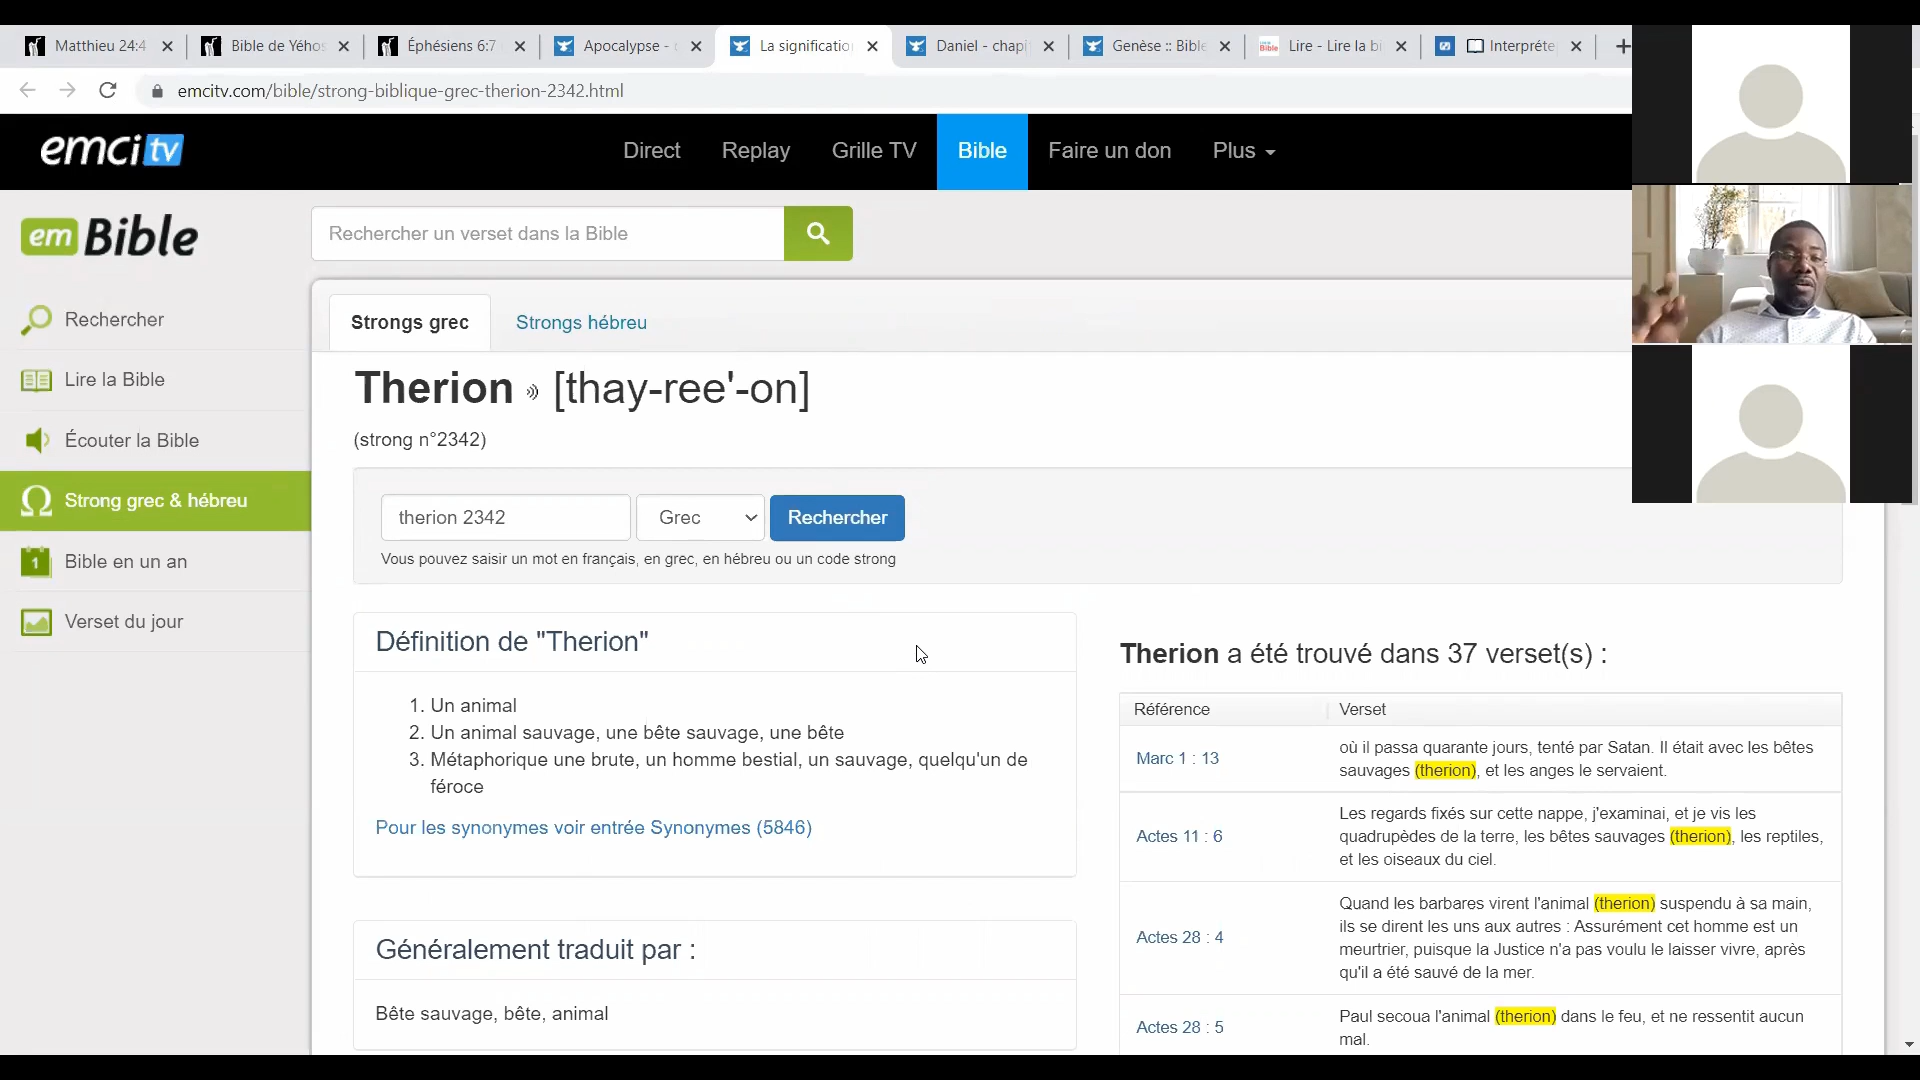 Matthieu 24:4
Bible de Yéhos
Éphésiens 6:7
Apocalypse -
La significatio
Daniel - chapi
Genèse :: Bible
Lire - Lire la bi
Interpréte
emcitv.com/bible/strong-biblique-grec-therion-2342.html
emci tv
Direct
Replay
Grille TV
Bible
Faire un don
Plus
em Bible
Rechercher un verset dans la Bible
Rechercher
Lire la Bible
Écouter la Bible
Strong grec & hébreu
1
Bible en un an
Verset du jour
Strongs grec
Strongs hébreu
Therion [thay-ree'-on]
(strong n°2342)
therion 2342
Grec
Rechercher
Vous pouvez saisir un mot en français, en grec, en hébreu ou un code strong
Définition de "Therion"
1. Un animal
2. Un animal sauvage, une bête sauvage, une bête
3. Métaphorique une brute, un homme bestial, un sauvage, quelqu'un de
féroce
Pour les synonymes voir entrée Synonymes (5846)
Généralement traduit par :
Bête sauvage, bête, animal
Therion a été trouvé dans 37 verset(s) :
Référence
Verset
Marc 1 : 13
où il passa quarante jours, tenté par Satan. Il était avec les bêtes
sauvages (therion), et les anges le servaient.
Actes 11 : 6
Les regards fixés sur cette nappe, j'examinai, et je vis les
quadrupèdes de la terre, les bêtes sauvages (therion), les reptiles,
et les oiseaux du ciel.
Actes 28 : 4
Quand les barbares virent l'animal (therion) suspendu à sa main,
ils se dirent les uns aux autres : Assurément cet homme est un
meurtrier, puisque la Justice n'a pas voulu le laisser vivre, après
qu'il a été sauvé de la mer.
Actes 28 : 5
Paul secoua l'animal (therion) dans le feu, et ne ressentit aucun
mal.